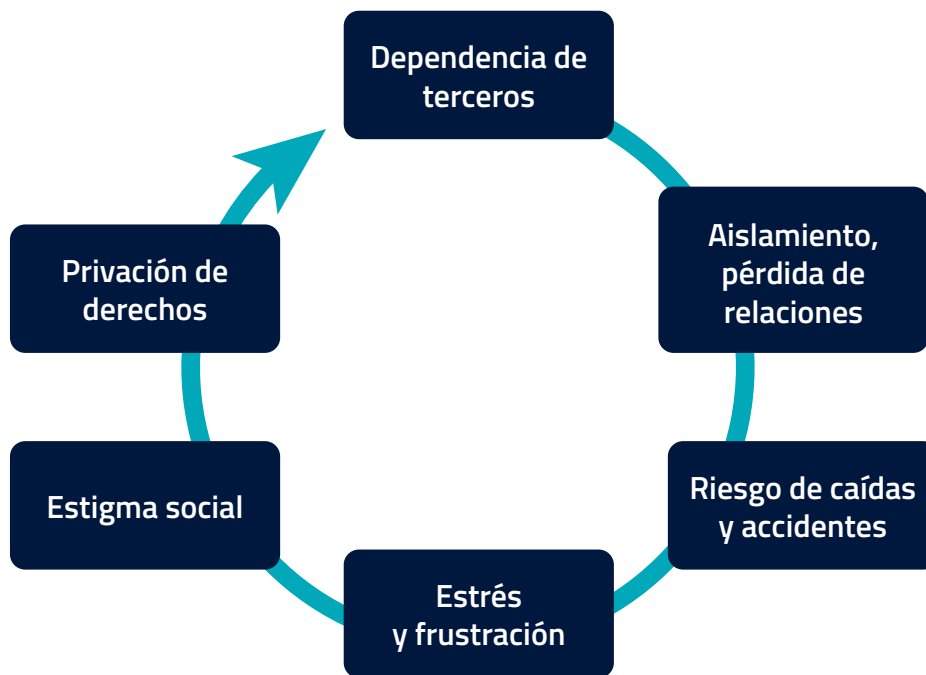 Dependencia de
terceros
Aislamiento,
pérdida de
relaciones
Riesgo de caídas
y accidentes
Estrés
y frustración
Estigma social
Privación de
derechos